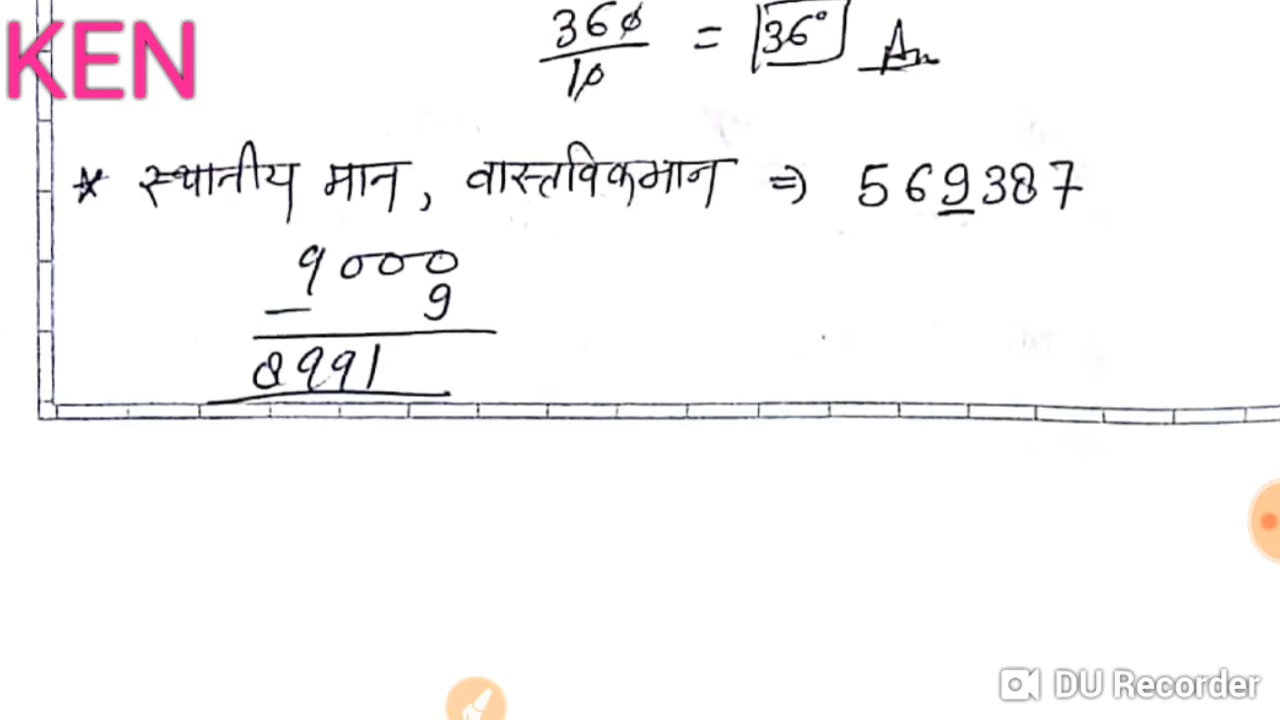 KEN
360/10 = 36° An
* स्थानीय मान, वास्तविकमान ⇒ 569387
9000
- 9
8991
DU Recorder